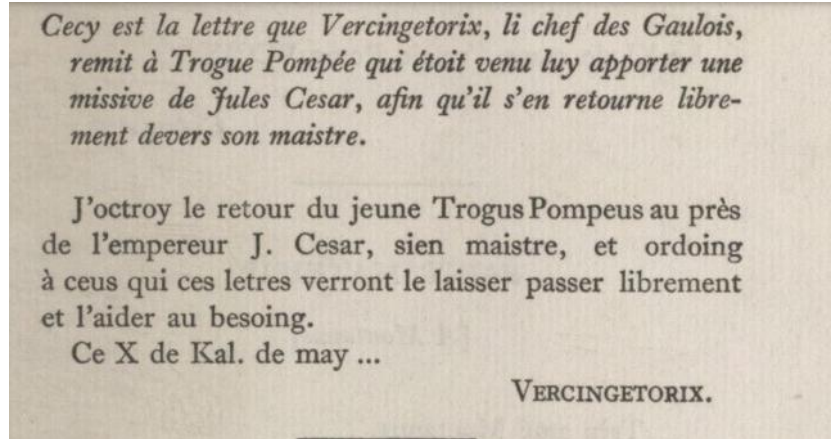 Cecy est la lettre que Vercingetorix, li chef des Gaulois,
remit à Trogue Pompée qui étoit venu luy apporter une
missive de Jules Cesar, afin qu'il s'en retourne libre-
ment devers son maistre.
J'octroy le retour du jeune Trogus Pompeus au près
de l'empereur J. Cesar, sien maistre, et ordoing
à ceus qui ces letres verront le laisser passer librement
et l'aider au besoing.
Ce X de Kal. de may ...
VERCINGETORIX.